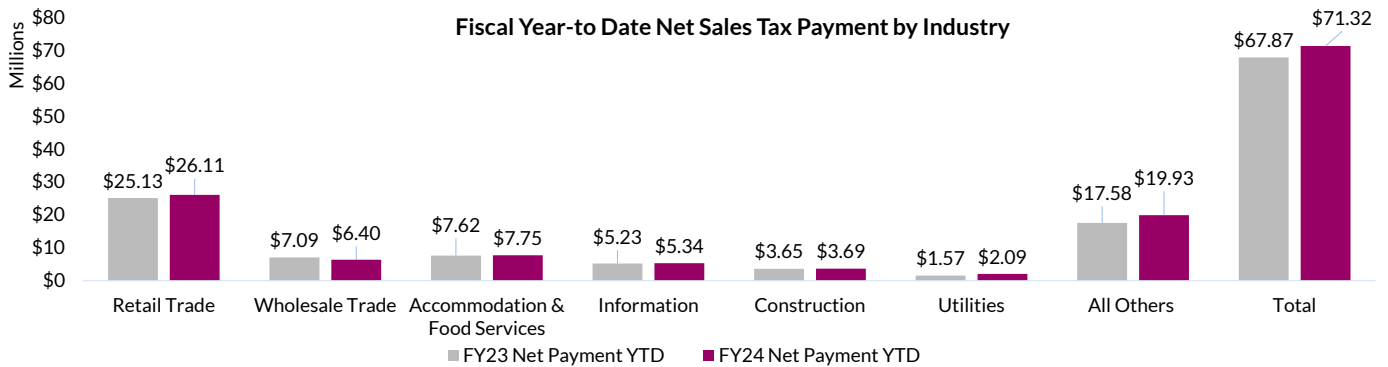 Fiscal Year-to Date Net Sales Tax Payment by Industry
Millions
$80
$70
$60
$50
$40
$30
$20
$10
$0
$25.13
$26.11
$7.09
$6.40
$7.62
$7.75
$5.23
$5.34
$3.65
$3.69
$1.57
$2.09
$17.58
$19.93
$67.87
$71.32
Retail Trade
Wholesale Trade
Accommodation &
Food Services
Information
Construction
Utilities
All Others
Total
FY23 Net Payment YTD
FY24 Net Payment YTD